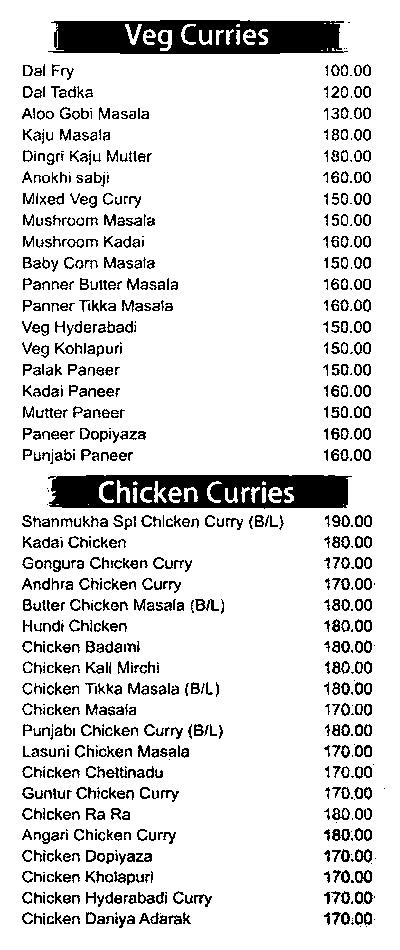 Veg Curries
Dal Fry 100.00
Dal Tadka 120.00
Aloo Gobi Masala 130.00
Kaju Masala 180.00
Dingri Kaju Mutter 180.00
Anokhi sabji 160.00
Mixed Veg Curry 150.00
Mushroom Masala 150.00
Mushroom Kadai 160.00
Baby Corn Masala 150.00
Panner Butter Masala 160.00
Panner Tikka Masala 160.00
Veg Hyderabadi 150.00
Veg Kohlapuri 150.00
Palak Paneer 150.00
Kadai Paneer 160.00
Mutter Paneer 150.00
Paneer Dopiyaza 160.00
Punjabi Paneer 160.00
Chicken Curries
Shanmukha Spl Chicken Curry (B/L) 190.00
Kadai Chicken 180.00
Gongura Chicken Curry 170.00
Andhra Chicken Curry 170.00
Butter Chicken Masala (B/L) 180.00
Hundi Chicken 180.00
Chicken Badami 180.00
Chicken Kali Mirchi 180.00
Chicken Tikka Masala (B/L) 180.00
Chicken Masala 170.00
Punjabi Chicken Curry (B/L) 180.00
Lasuni Chicken Masala 170.00
Chicken Chettinadu 170.00
Guntur Chicken Curry 170.00
Chicken Ra Ra 180.00
Angari Chicken Curry 180.00
Chicken Dopiyaza 170.00
Chicken Kholapuri 170.00
Chicken Hyderabadi Curry 170.00
Chicken Daniya Adarak 170.00